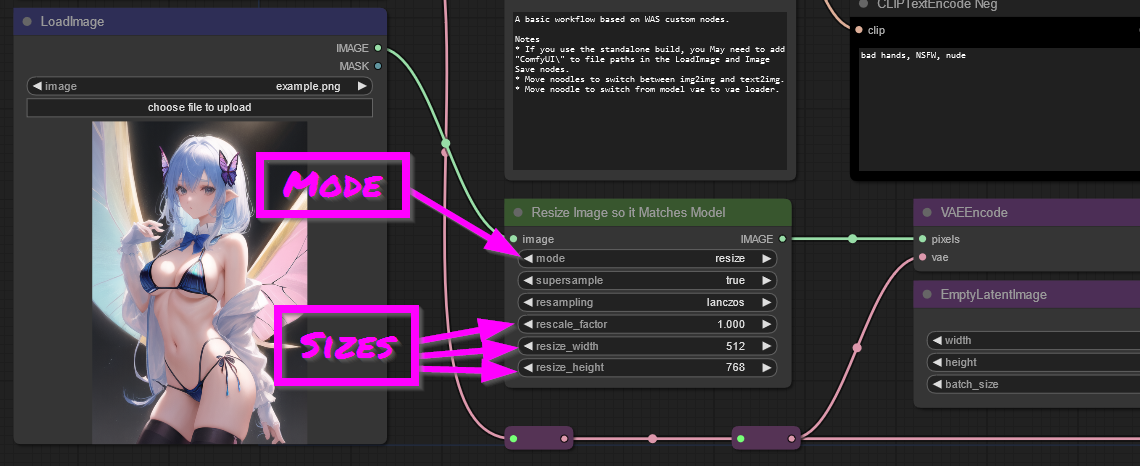 LoadImage
IMAGE
MASK
image example.png
choose file to upload
A basic workflow based on WAS custom nodes.
Notes
* If you use the standalone build, you May need to add
"ComfyUI\" to file paths in the LoadImage and Image
Save nodes.
* Move noodles to switch between img2img and text2img.
* Move noodle to switch from model vae to vae loader.
CLIPTextEncode Neg
clip
bad hands, NSFW, nude
MODE
SIZES
Resize Image so it Matches Model
image IMAGE
mode resize
supersample true
resampling lanczos
rescale_factor 1.000
resize_width 512
resize_height 768
VAEEncode
pixels
vae
EmptyLatentImage
width
height
batch_size